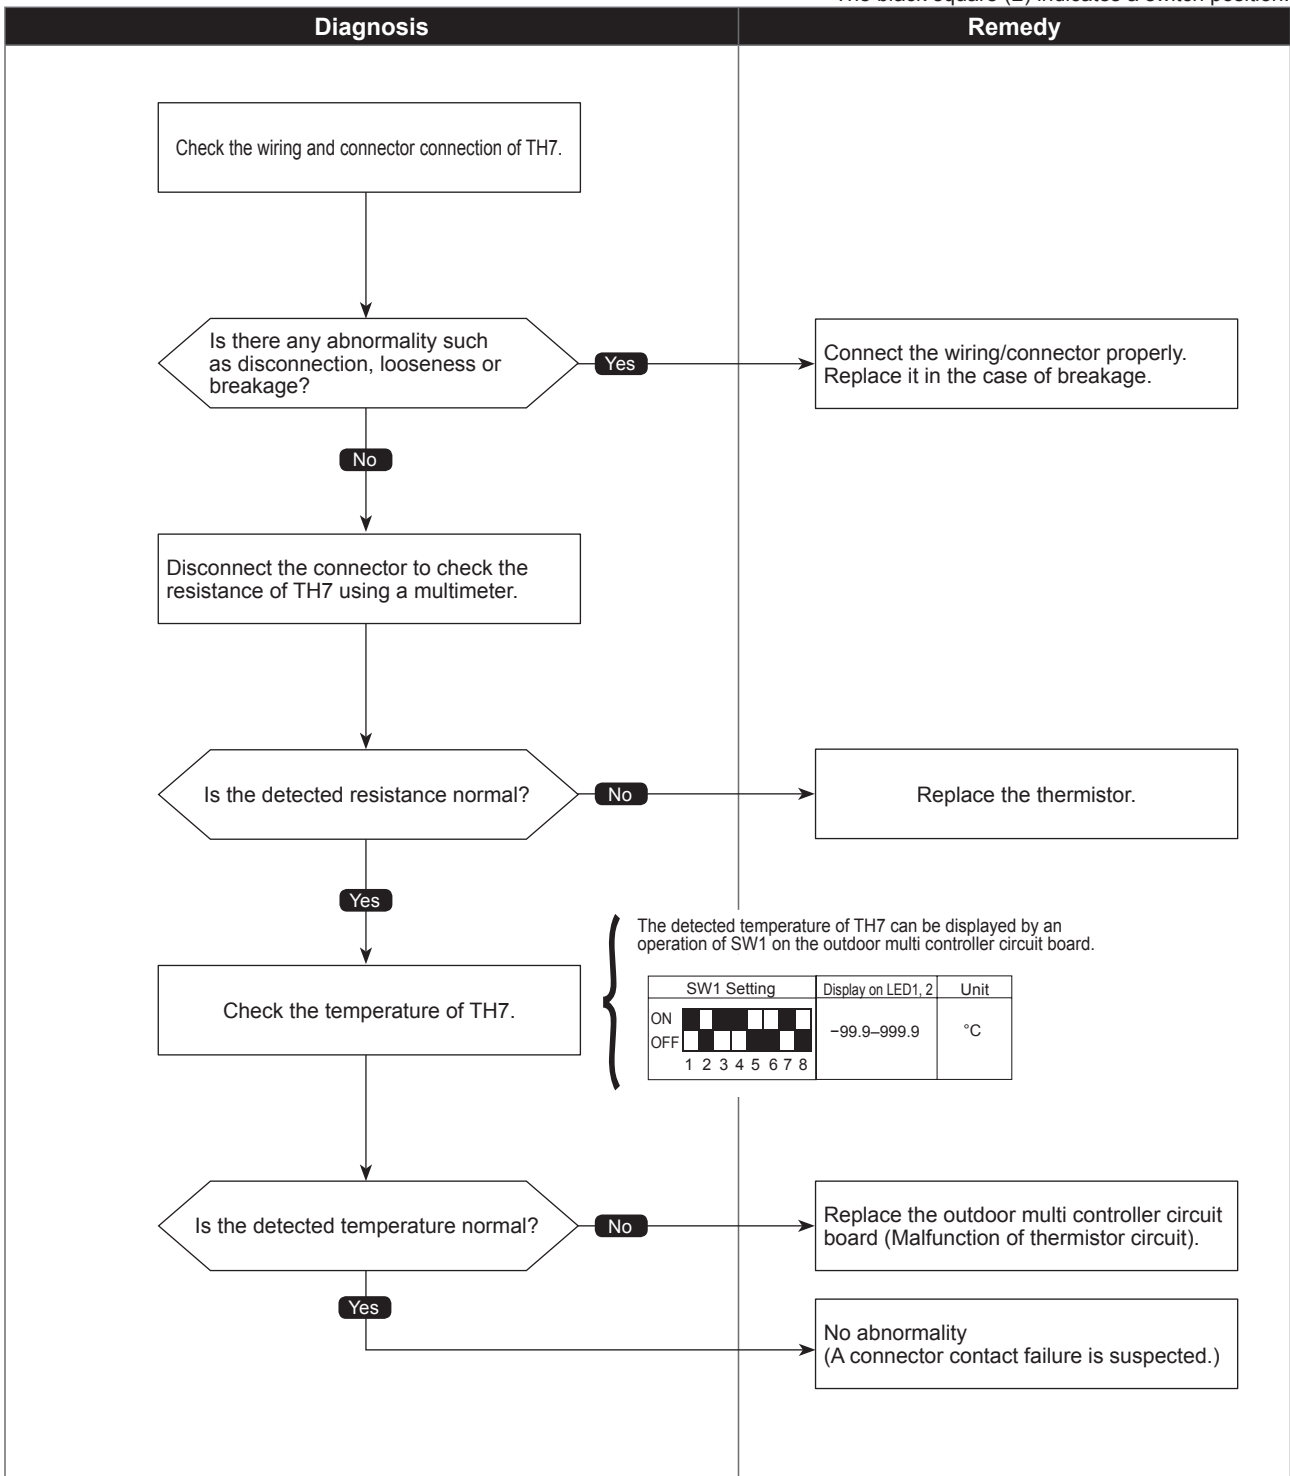 Diagnosis
Remedy
Check the wiring and connector connection of TH7.
Is there any abnormality such
as disconnection, looseness or
breakage?
Yes
Connect the wiring/connector properly.
Replace it in the case of breakage.
No
Disconnect the connector to check the
resistance of TH7 using a multimeter.
Is the detected resistance normal?
No
Replace the thermistor.
Yes
The detected temperature of TH7 can be displayed by an
operation of SW1 on the outdoor multi controller circuit board.
Check the temperature of TH7.
SW1 Setting
Display on LED1, 2
Unit
ON
OFF
1 2 3 4 5 6 7 8
−99.9–999.9
°C
Is the detected temperature normal?
No
Replace the outdoor multi controller circuit
board (Malfunction of thermistor circuit).
Yes
No abnormality
(A connector contact failure is suspected.)